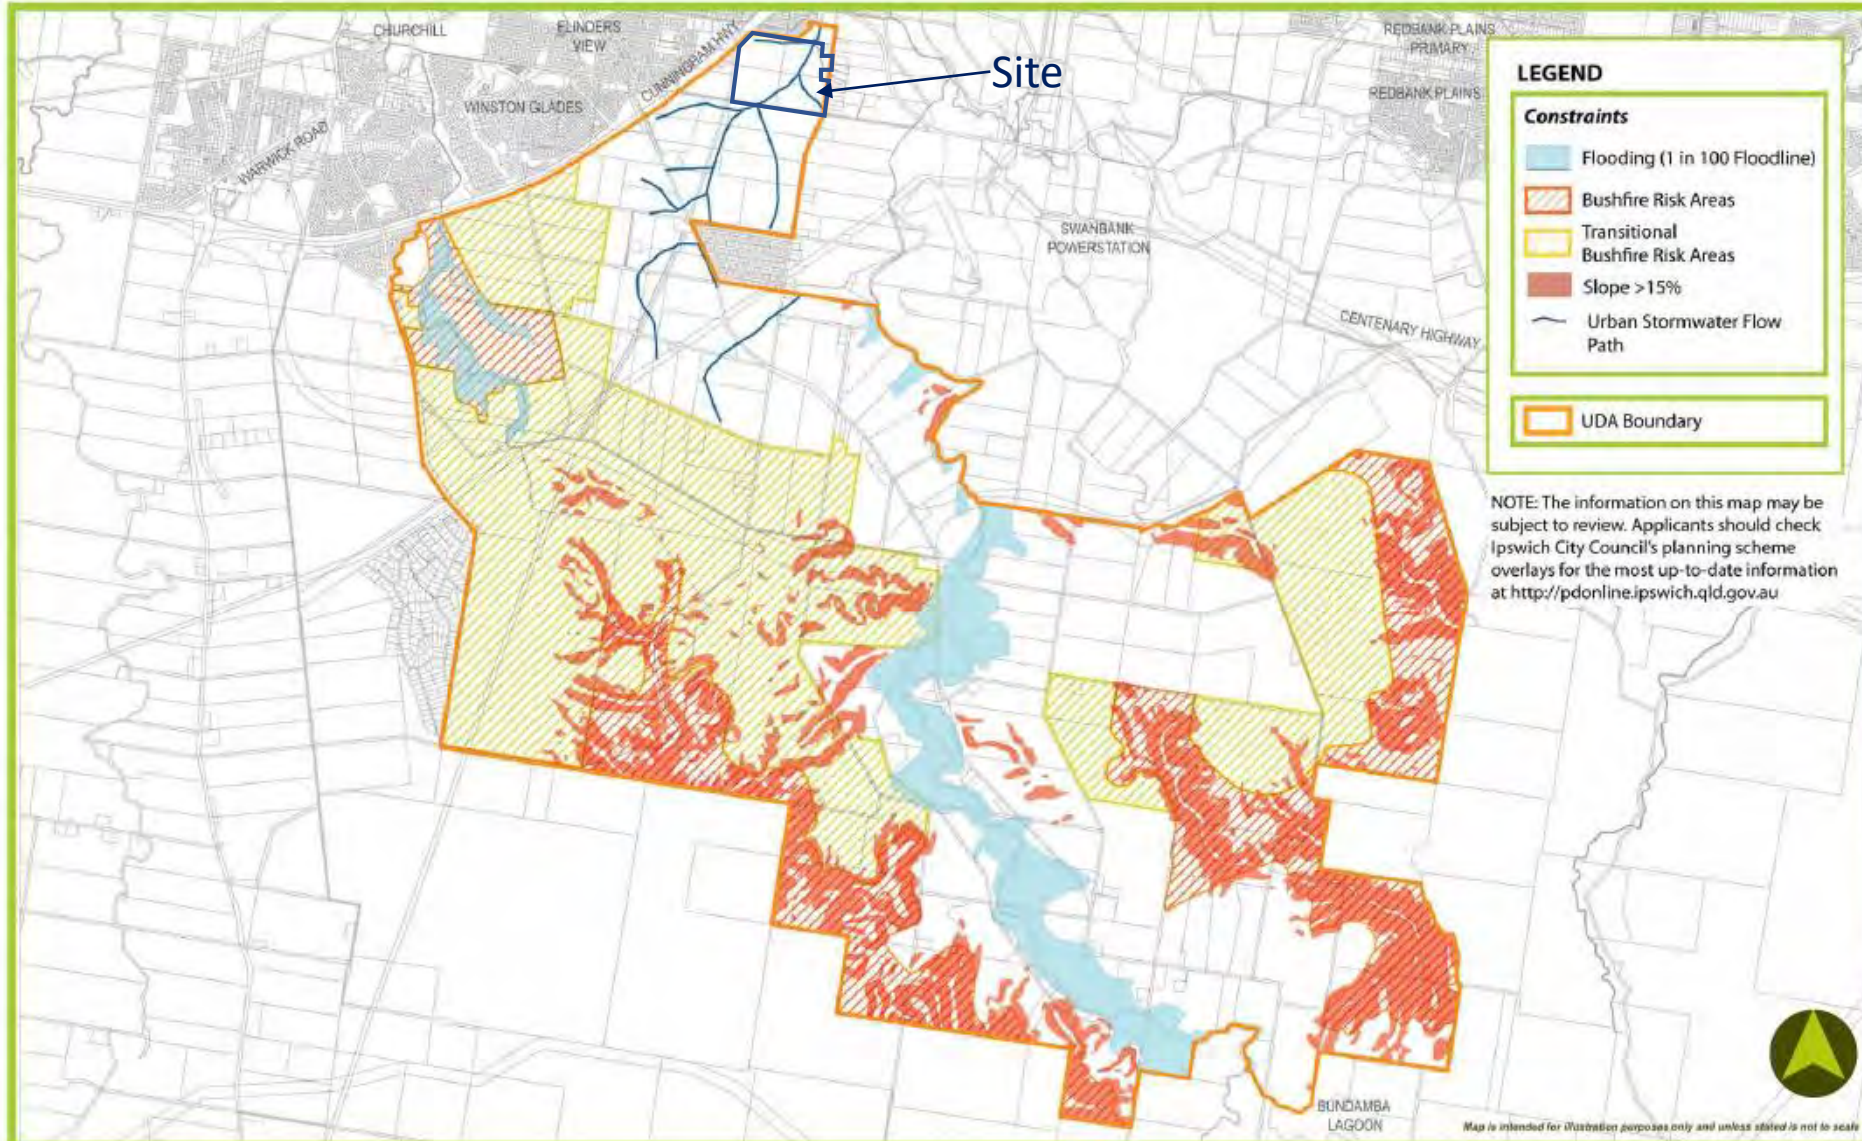 CHURCHILL
FLINDERS
VIEW
CUNNINGHAM HWY
WINSTON GLADES
WARWICK ROAD
Site
REDBANK PLAINS
PRIMARY
REDBANK PLAINS
SWANBANK
POWERSTATION
CENTENARY HIGHWAY
BUNDAMBA
LAGOON
LEGEND
Constraints
Flooding (1 in 100 Floodline)
Bushfire Risk Areas
Transitional
Bushfire Risk Areas
Slope >15%
Urban Stormwater Flow
Path
UDA Boundary
NOTE: The information on this map may be
subject to review. Applicants should check
Ipswich City Council's planning scheme
overlays for the most up-to-date information
at http://pdonline.ipswich.qld.gov.au
Map is intended for illustration purposes only and unless stated is not to scale